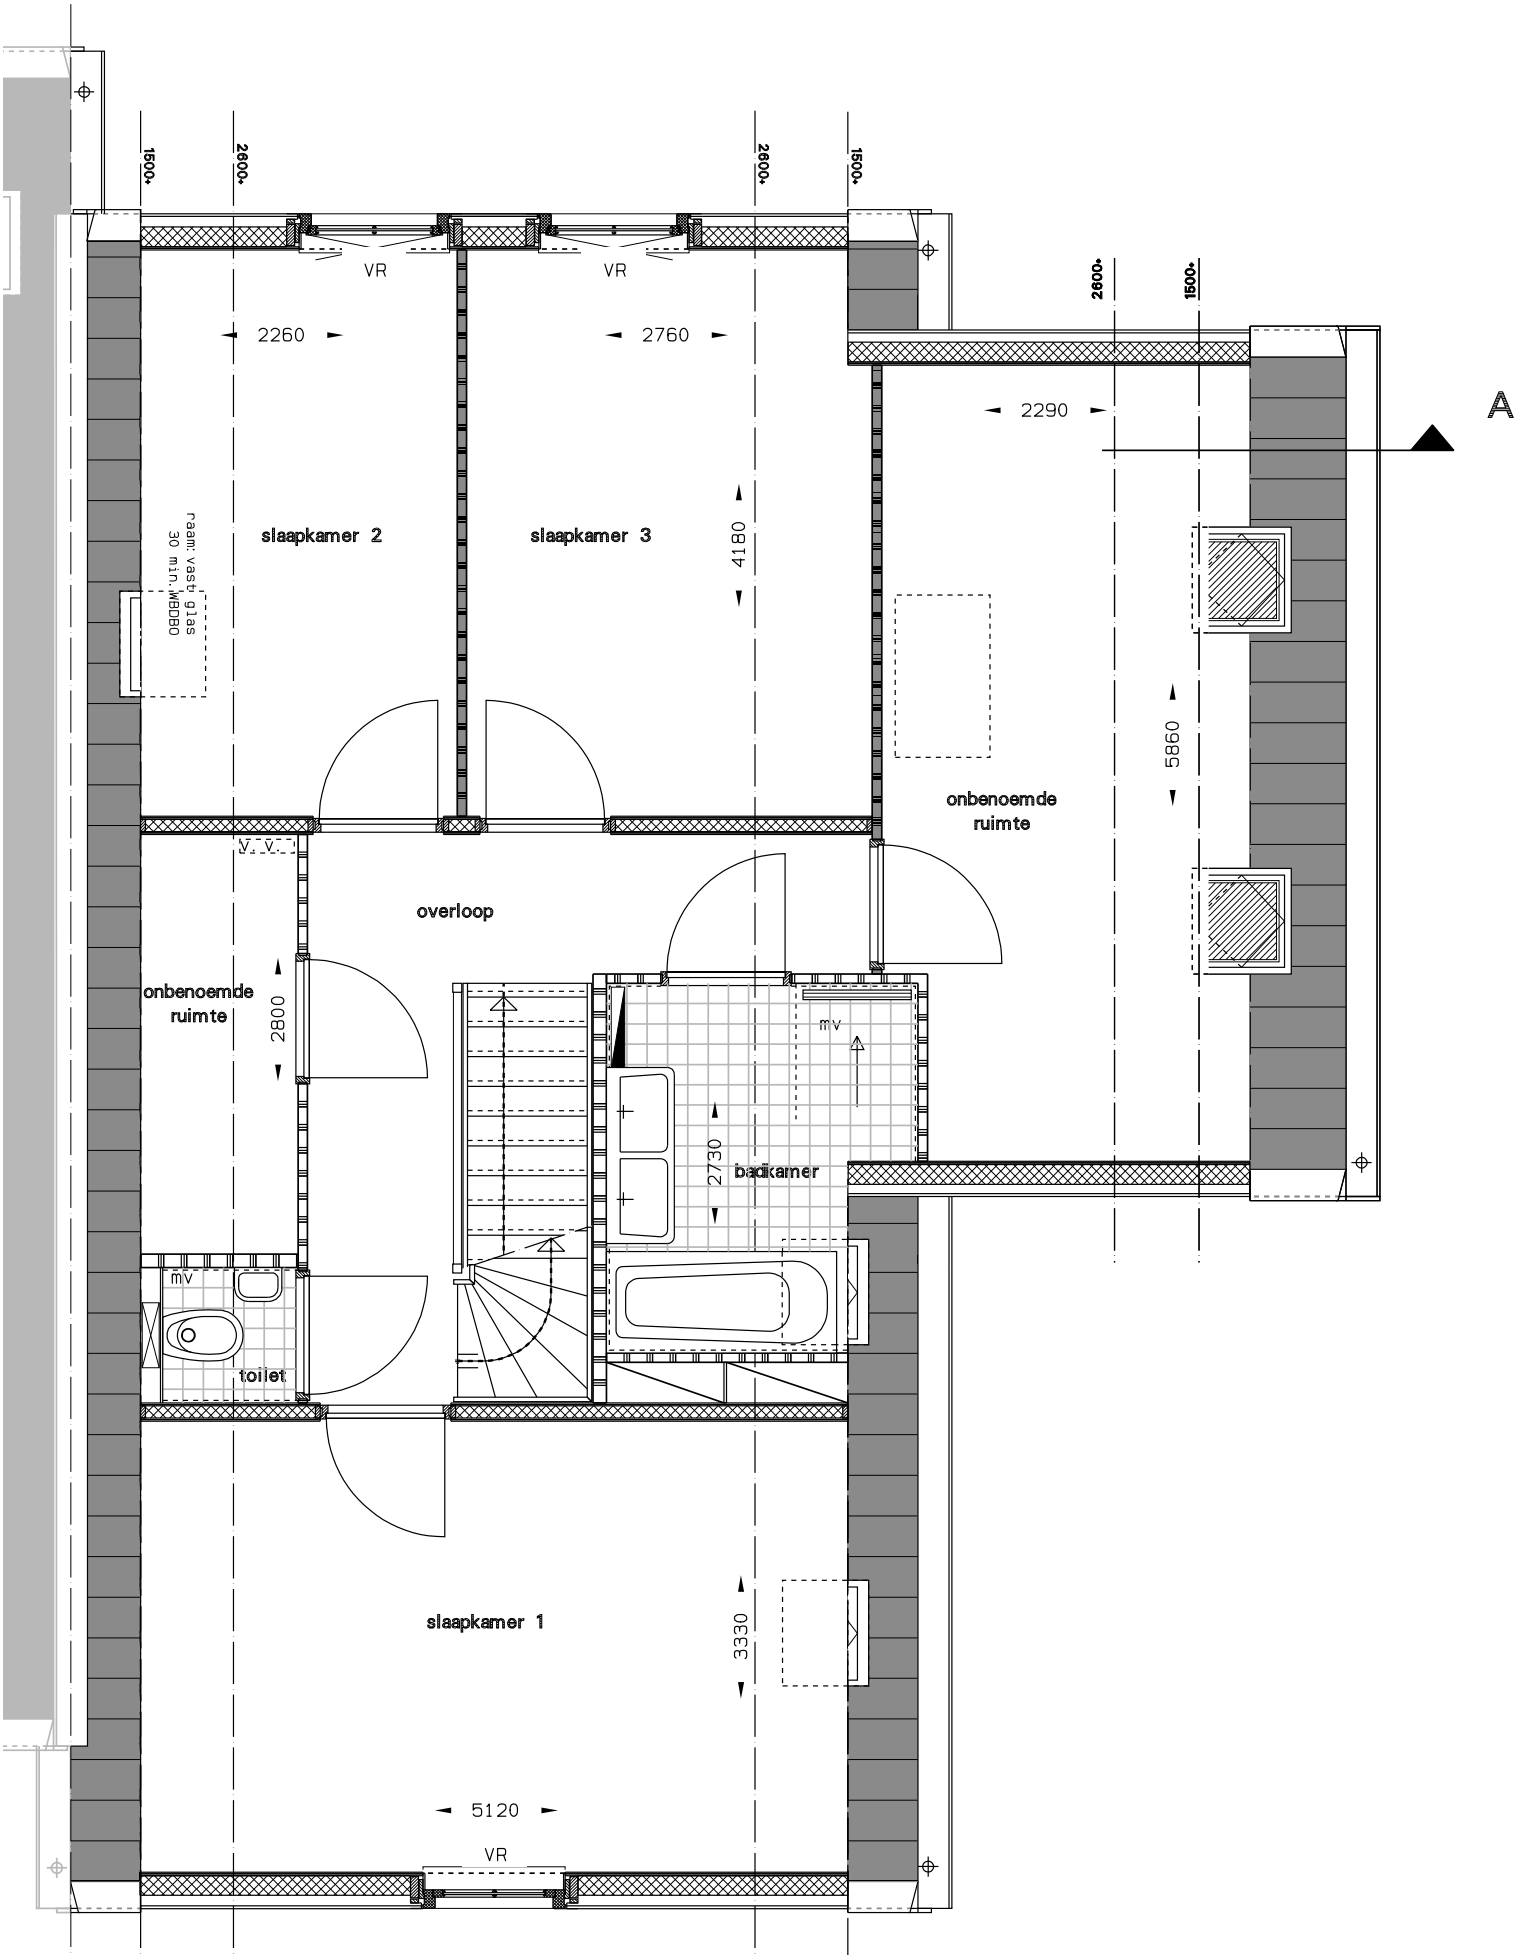 1500+
2600+
2600+
1500+
2600+
1500+
VR
VR
2260
2760
2290
A
slaapkamer 2
slaapkamer 3
4180
raam: vast glas
30 min. WBDBO
5860
onbenoemde
ruimte
v. v.
overloop
onbenoemde
ruimte
2800
mv
2730
badkamer
mv
toilet
slaapkamer 1
3330
5120
VR